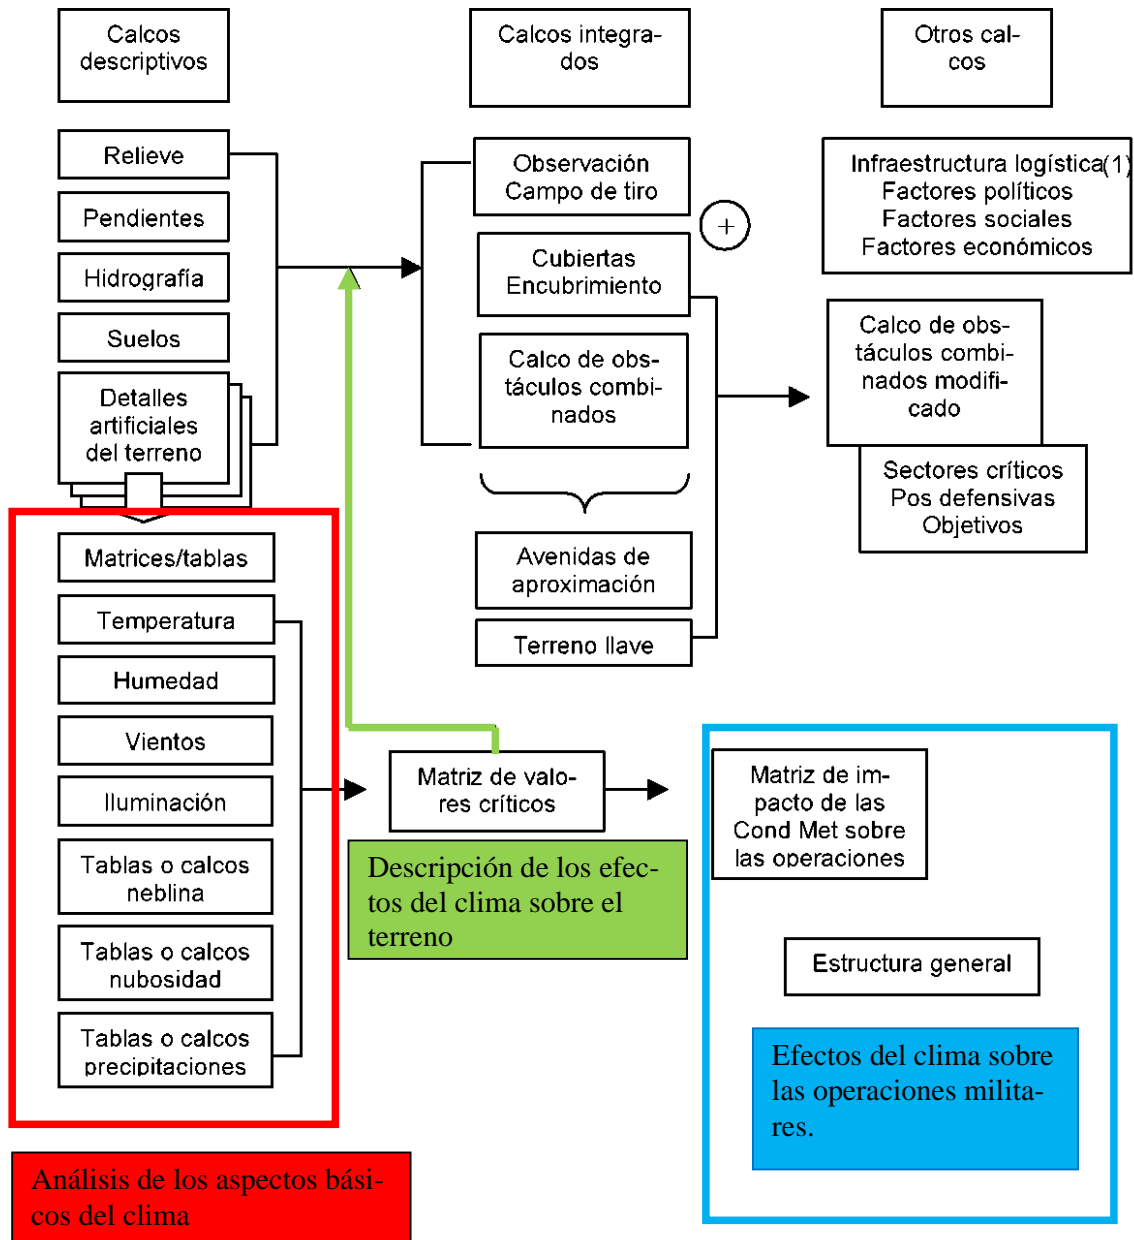 Calcos
descriptivos
Relieve
Pendientes
Hidrografía
Suelos
Detalles
artificiales
del terreno
Matrices/tablas
Temperatura
Humedad
Vientos
Iluminación
Tablas o calcos
neblina
Tablas o calcos
nubosidad
Tablas o calcos
precipitaciones
Análisis de los aspectos bási-
cos del clima
Calcos integra-
dos
Observación
Campo de tiro
+
Cubiertas
Encubrimiento
Calco de obs-
táculos combi-
nados
Avenidas de
aproximación
Terreno llave
Matriz de valo-
res críticos
Descripción de los efec-
tos del clima sobre el
terreno
Otros cal-
cos
Infraestructura logística(1)
Factores políticos
Factores sociales
Factores económicos
Calco de obs-
táculos combi-
nados modifi-
cado
Sectores críticos
Pos defensivas
Objetivos
Matriz de im-
pacto de las
Cond Met sobre
las operaciones
Estructura general
Efectos del clima sobre
las operaciones milita-
res.